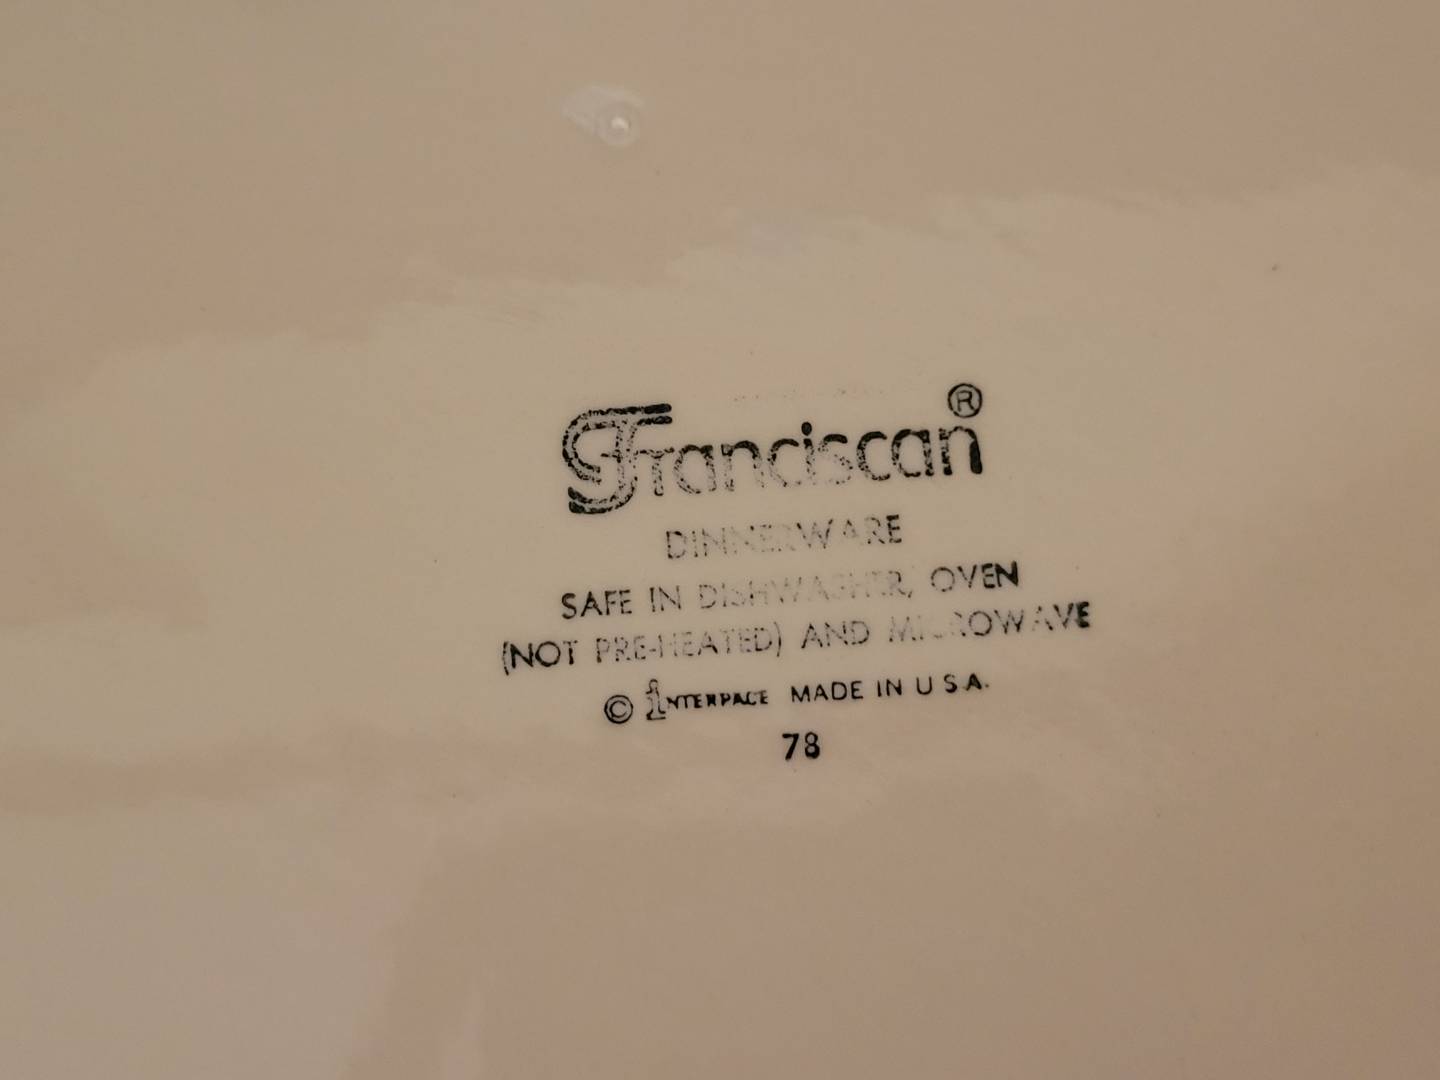 Franciscan®
DINNERWARE
SAFE IN DISHWASHER, OVEN
(NOT PRE-HEATED) AND MICROWAVE
© INTERPACE MADE IN U S.A.
78